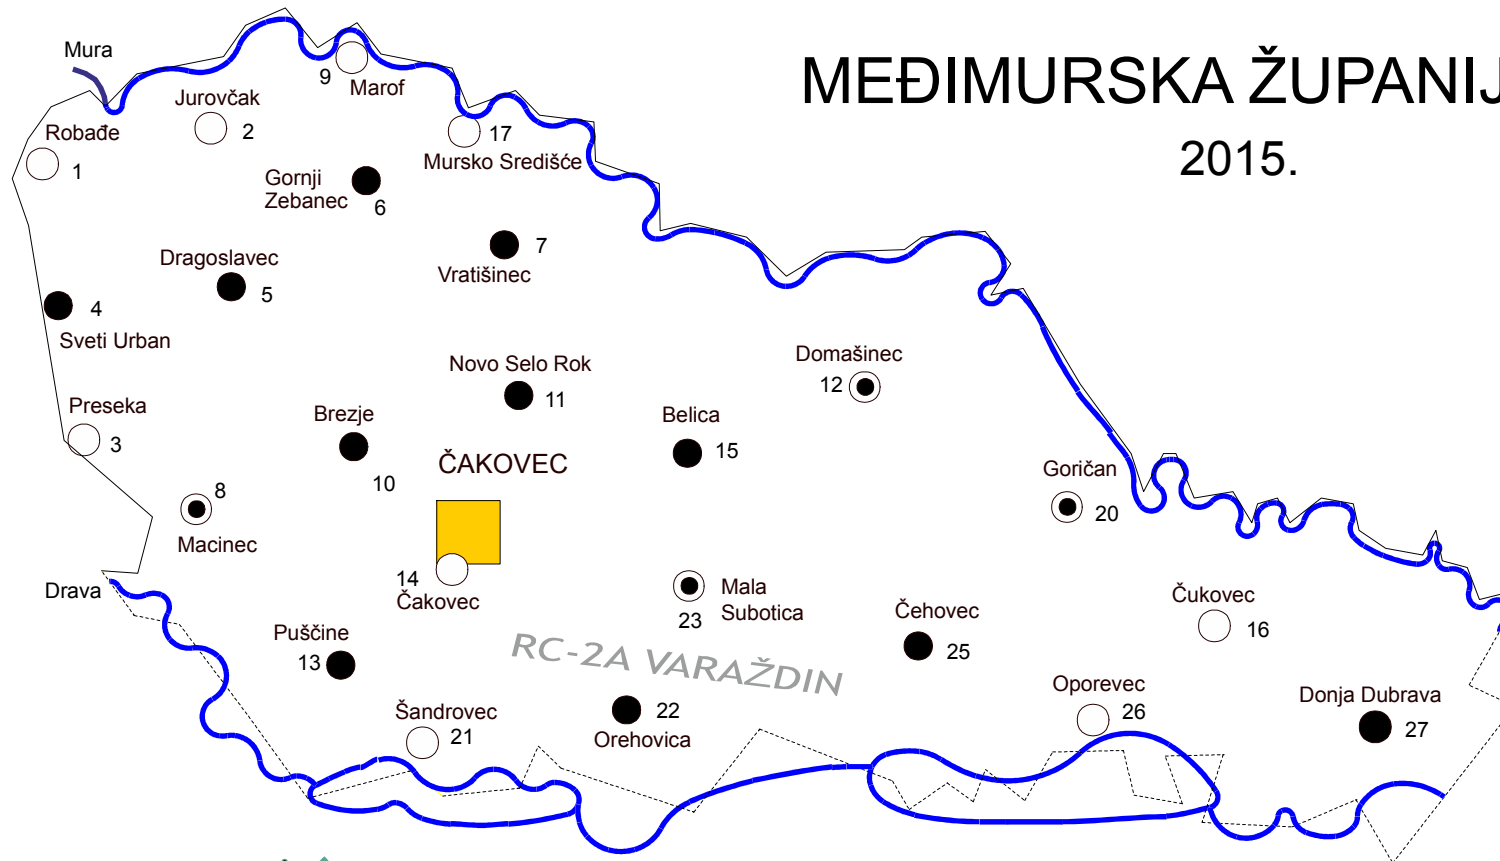 MEĐIMURSKA ŽUPANIJ
2015.
Mura
9
Marof
Jurovčak
2
Robađe
1
17
Mursko Središće
Gornji
Zebanec
6
7
Vratišinec
Dragoslavec
5
4
Sveti Urban
Novo Selo Rok
11
Domašinec
12
Preseka
3
Brezje
10
Belica
15
ČAKOVEC
Goričan
20
8
Macinec
14
Čakovec
Drava
Mala
Subotica
23
Čehovec
25
Čukovec
16
Puščine
13
RC-2A VARAŽDIN
Šandrovec
21
22
Orehovica
Oporevec
26
Donja Dubrava
27